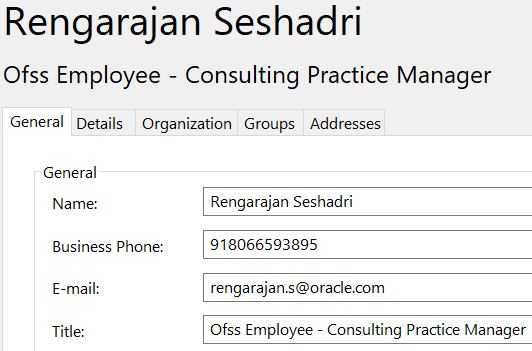 Rengarajan Seshadri
Ofss Employee - Consulting Practice Manager
General Details Organization Groups Addresses
General
Name: Rengarajan Seshadri
Business Phone: 918066593895
E-mail: rengarajan.s@oracle.com
Title: Ofss Employee - Consulting Practice Manager